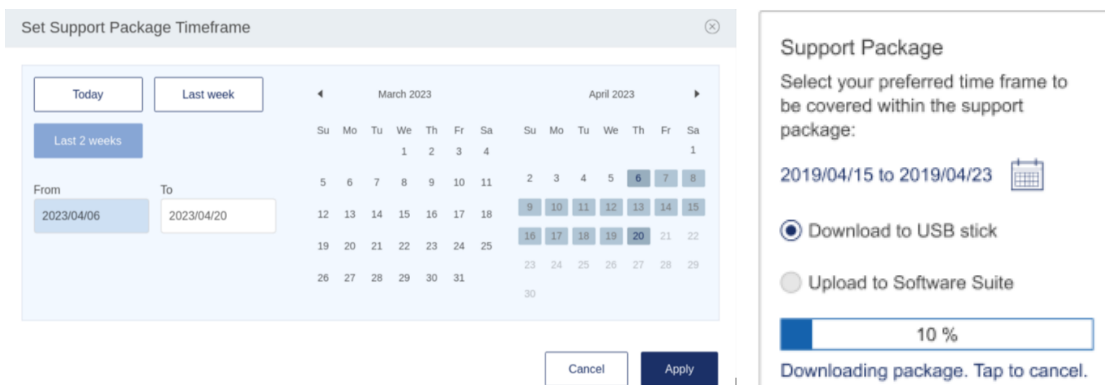 Set Support Package Timeframe
Today Last week
Last 2 weeks
From To
2023/04/06 2023/04/20
March 2023
Su Mo Tu We Th Fr Sa
1 2 3 4
5 6 7 8 9 10 11
12 13 14 15 16 17 18
19 20 21 22 23 24 25
26 27 28 29 30 31
April 2023
Su Mo Tu We Th Fr Sa
1
2 3 4 5 6 7 8
9 10 11 12 13 14 15
16 17 18 19 20 21 22
23 24 25 26 27 28 29
30
Cancel Apply
Support Package
Select your preferred time frame to
be covered within the support
package:
2019/04/15 to 2019/04/23
Download to USB stick
Upload to Software Suite
10 %
Downloading package. Tap to cancel.